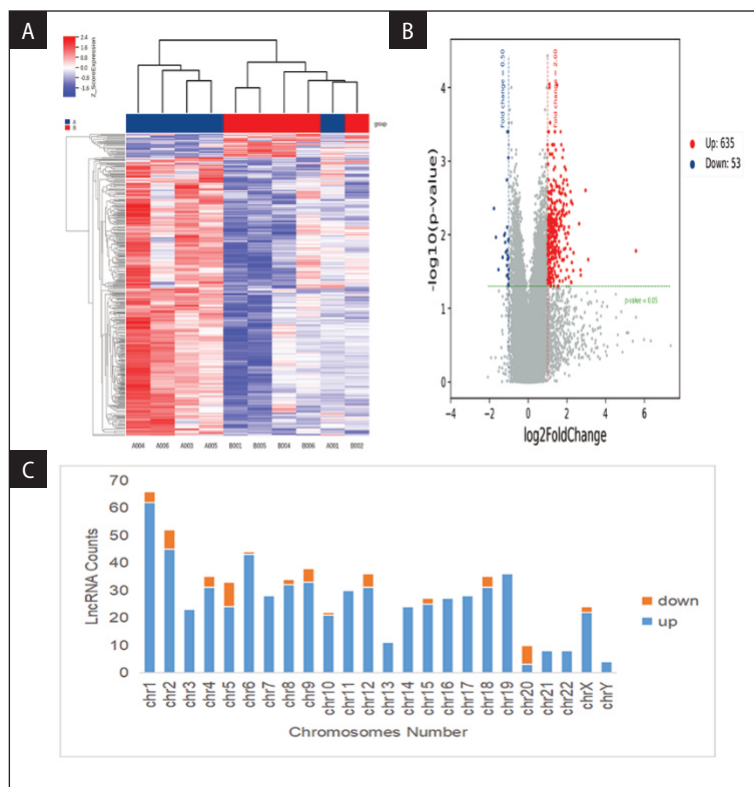 A
2.4
1.6
0.8
0
-0.8
-1.6
Z_ScoreExpression
A
B
group
A004 A006 A003 A005 B001 B005 B004 B006 A001 B002
B
Fold change = 0.50
Fold change = 2.00
-log10(p-value)
4
3
2
1
0
p-value = 0.05
−4 −2 0 2 4 6
log2FoldChange
Up: 635
Down: 53
C
LncRNA Counts
70
60
50
40
30
20
10
0
chr1 chr2 chr3 chr4 chr5 chr6 chr7 chr8 chr9 chr10 chr11 chr12 chr13 chr14 chr15 chr16 chr17 chr18 chr19 chr20 chr21 chr22 chrX chrY
Chromosomes Number
down
up